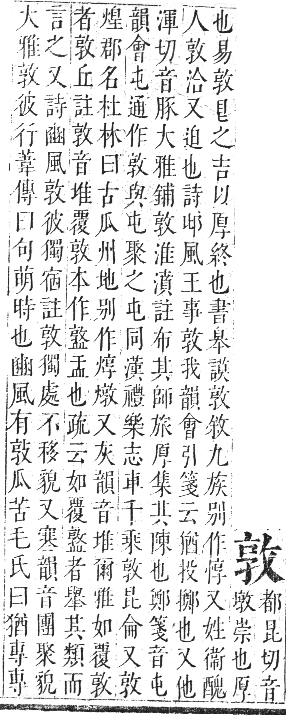 敦
都昆切音
墩崇也厚
也易敦艮之吉以厚終也書皋謨敦敘九族别作惇又姓衞醜
人敦洽又迫也詩邶風王事敦我韻會引箋云猶投擲也又他
渾切音豚大雅鋪敦淮濆註布其師旅厚集其陳也鄭箋音屯
韻會屯通作敦與屯聚之屯同漢禮樂志車千乘敦昆侖又敦
煌郡名杜林曰古瓜州地别作焞燉又灰韻音堆爾雅如覆敦
者敦丘註敦音堆覆敦本作䥊盂也疏云如覆䥊者舉其類而
言之又詩豳風敦彼獨宿註敦獨處不移貌又寒韻音團聚貌
大雅敦彼行葦傳曰句萌時也豳風有敦瓜苦毛氏曰猶專專